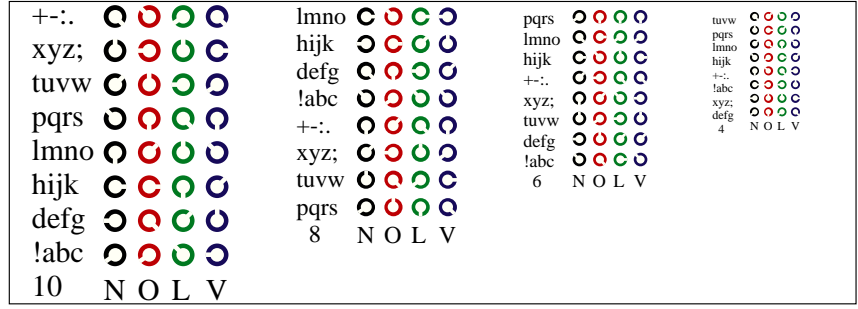 +-:.
xyz;
tuvw
pqrs
lmno
hijk
defg
!abc
10 N O L V
lmno
hijk
defg
!abc
+-:.
xyz;
tuvw
pqrs
8 N O L V
pqrs
lmno
hijk
+-:.
xyz;
tuvw
defg
!abc
6 N O L V
tuvw
pqrs
lmno
hijk
+-:.
!abc
xyz;
defg
4 N O L V